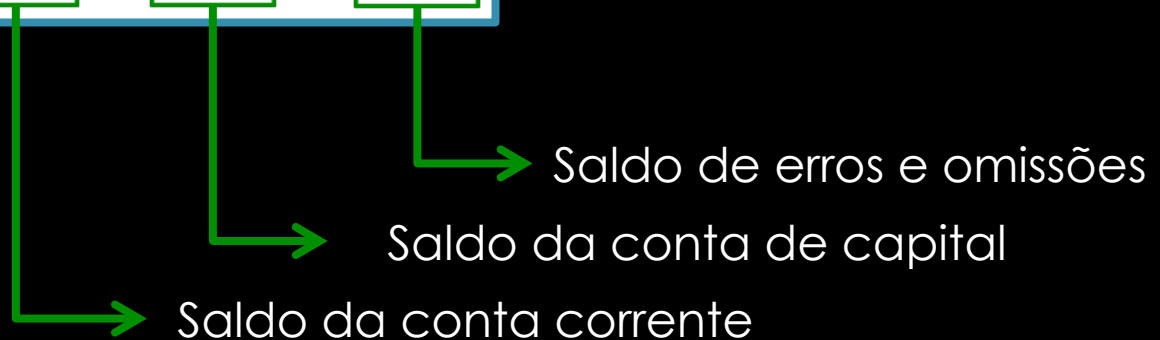 Saldo de erros e omissões
Saldo da conta de capital
Saldo da conta corrente